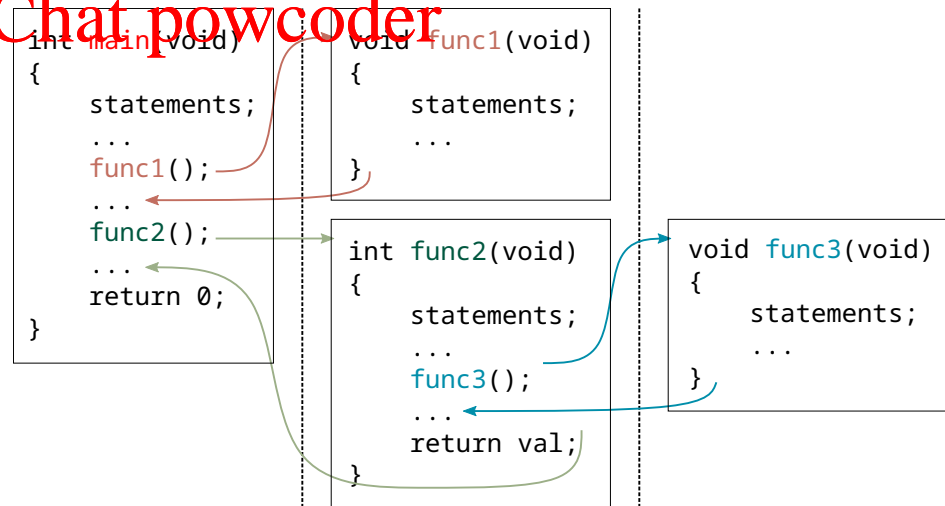 Chat powcoder
int main(void)
{
statements;
...
func1();
...
func2();
...
return 0;
}
void func1(void)
{
statements;
...
}
int func2(void)
{
statements;
...
func3();
...
return val;
}
void func3(void)
{
statements;
...
}